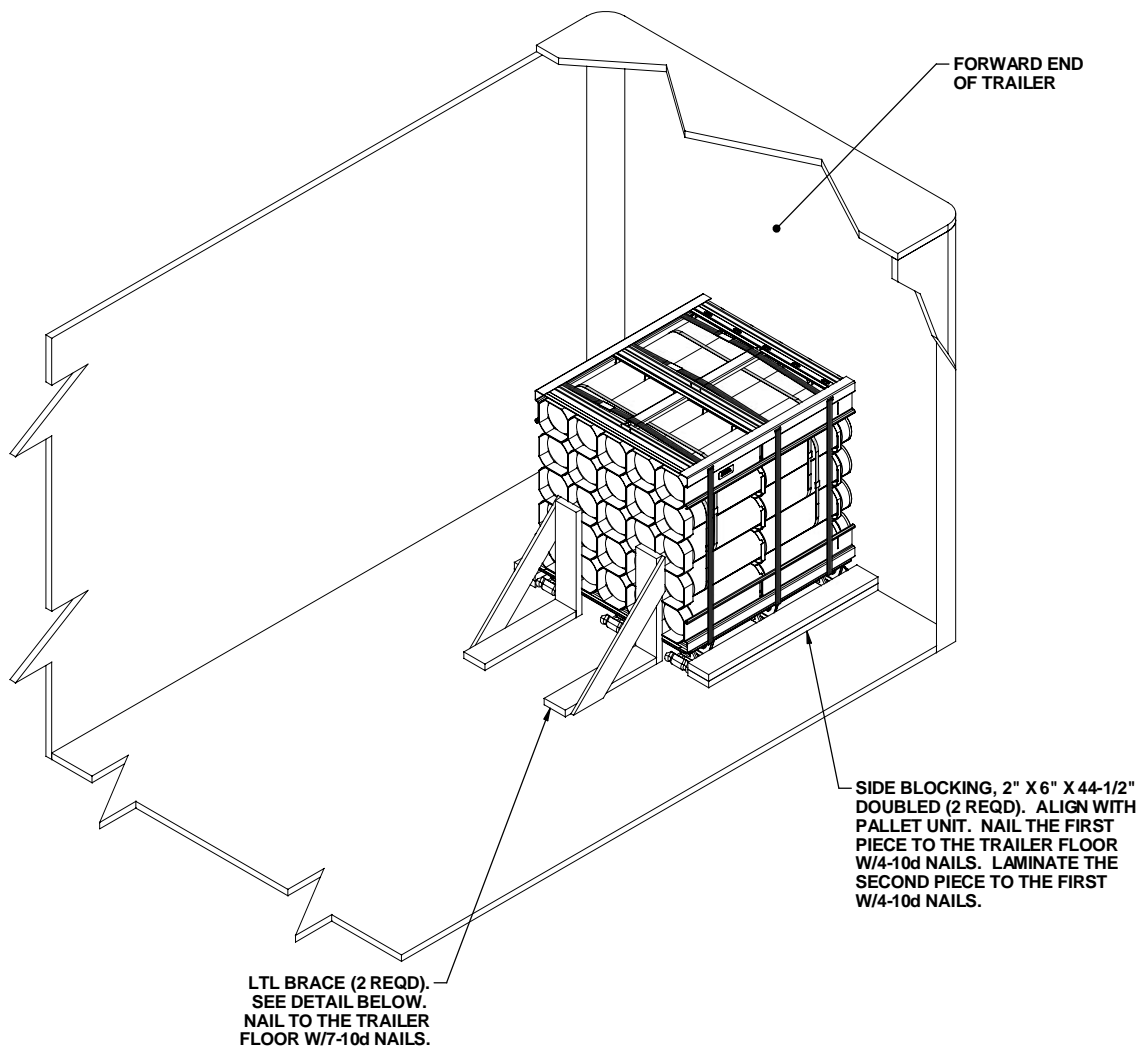 FORWARD END
OF TRAILER
SIDE BLOCKING, 2" X 6" X 44-1/2"
DOUBLED (2 REQD). ALIGN WITH
PALLET UNIT. NAIL THE FIRST
PIECE TO THE TRAILER FLOOR
W/4-10d NAILS. LAMINATE THE
SECOND PIECE TO THE FIRST
W/4-10d NAILS.
LTL BRACE (2 REQD).
SEE DETAIL BELOW.
NAIL TO THE TRAILER
FLOOR W/7-10d NAILS.